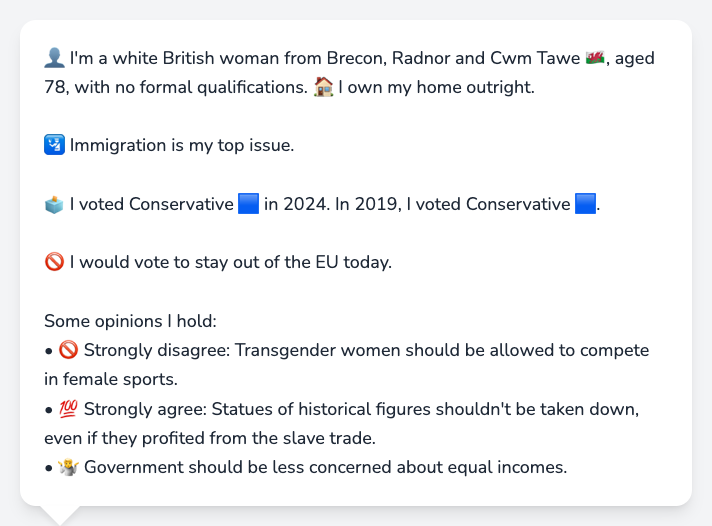 👤 I'm a white British woman from Brecon, Radnor and Cwm Tawe 🏴󠁧󠁢󠁷󠁬󠁳󠁿, aged
78, with no formal qualifications. 🏠 I own my home outright.
🛂 Immigration is my top issue.
🗳️ I voted Conservative 🟦 in 2024. In 2019, I voted Conservative 🟦.
🚫 I would vote to stay out of the EU today.
Some opinions I hold:
• 🚫 Strongly disagree: Transgender women should be allowed to compete
in female sports.
• 💯 Strongly agree: Statues of historical figures shouldn't be taken down,
even if they profited from the slave trade.
• 🤷 Government should be less concerned about equal incomes.